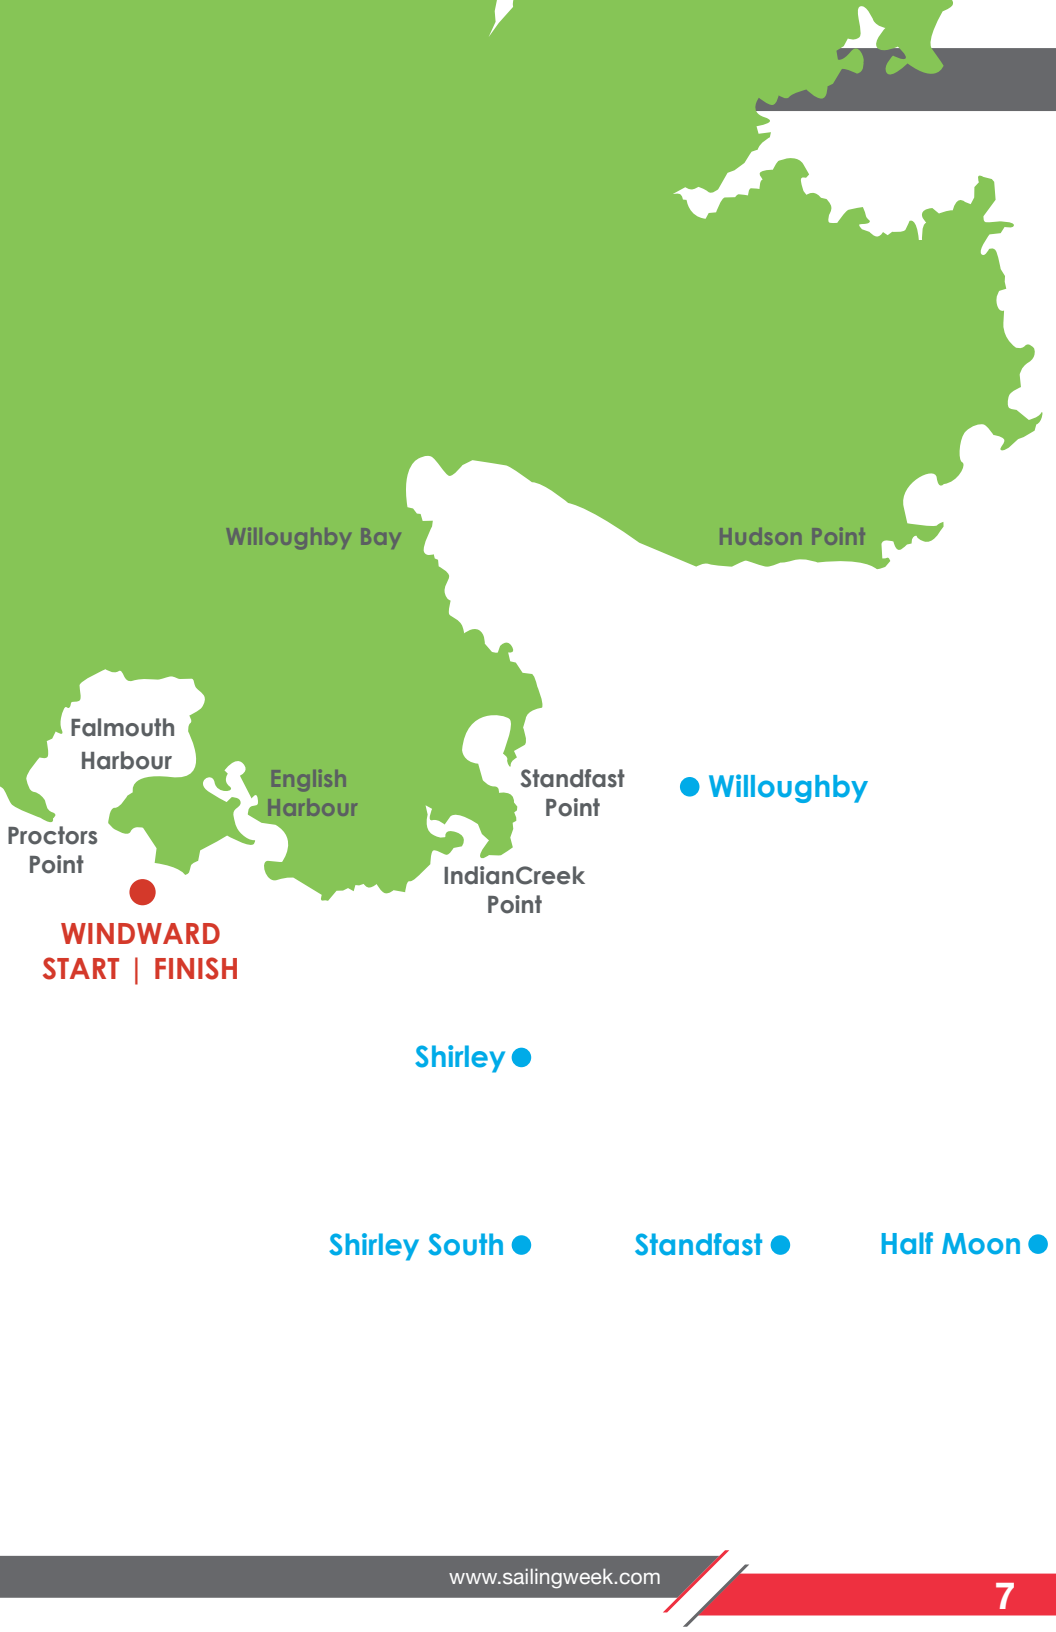 Willoughby Bay
Hudson Point
Falmouth
Harbour
English
Harbour
Standfast
Point
Willoughby
Proctors
Point
IndianCreek
Point
WINDWARD
START | FINISH
Shirley
Shirley South
Standfast
Half Moon
www.sailingweek.com
7